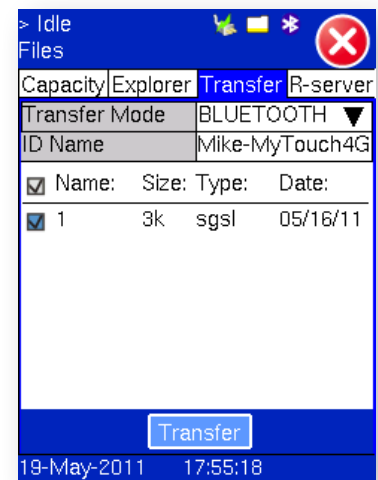 > Idle
Files
Capacity Explorer Transfer R-server
Transfer Mode BLUETOOTH
ID Name Mike-MyTouch4G
Name: Size: Type: Date:
1 3k sgsl 05/16/11
Transfer
19-May-2011 17:55:18